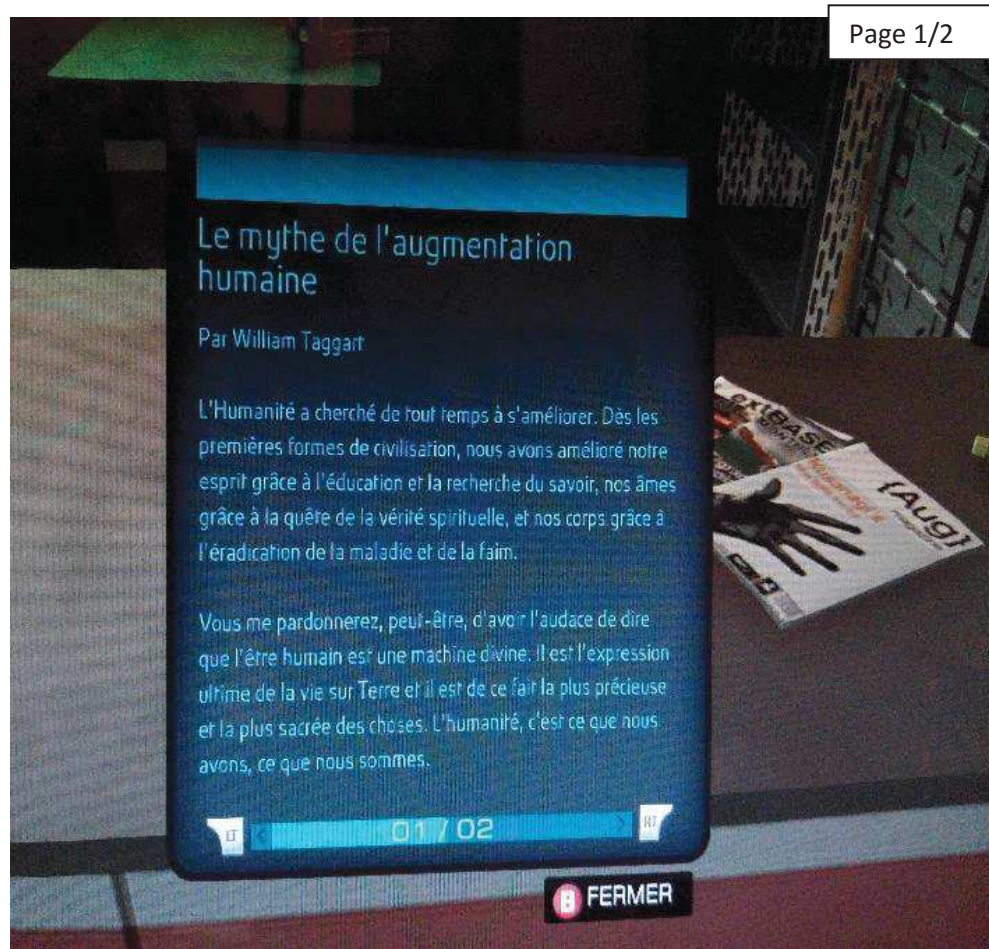 Page 1/2
Le mythe de l'augmentation
humaine
Par William Taggart
L'Humanité a cherché de tout temps à s'améliorer. Dès les
premières formes de civilisation, nous avons amélioré notre
esprit grâce à l'éducation et la recherche du savoir, nos âmes
grâce à la quête de la vérité spirituelle, et nos corps grâce à
l'éradication de la maladie et de la faim.
Vous me pardonnerez, peut-être, d'avoir l'audace de dire
que l'être humain est une machine divine. Il est l'expression
ultime de la vie sur Terre et il est de ce fait la plus précieuse
et la plus sacrée des choses. L'humanité, c'est ce que nous
avons, ce que nous sommes.
LT < 01 / 02 > RT
B FERMER
BASE
{Aug}